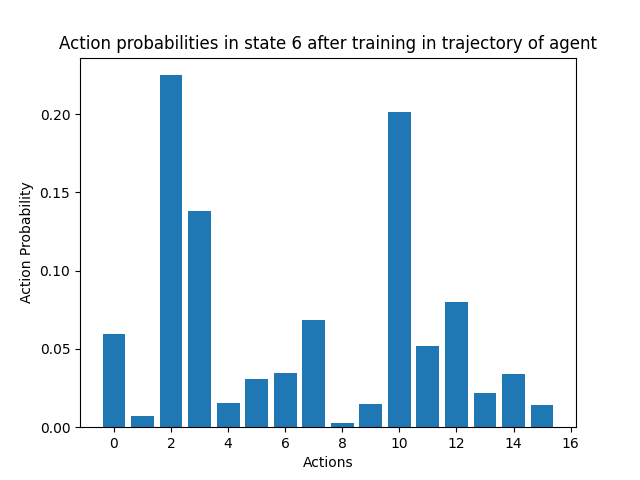 Action probabilities in state 6 after training in trajectory of agent
0.20
0.15
0.10
0.05
0.00
Action Probability
0 2 4 6 8 10 12 14 16
Actions